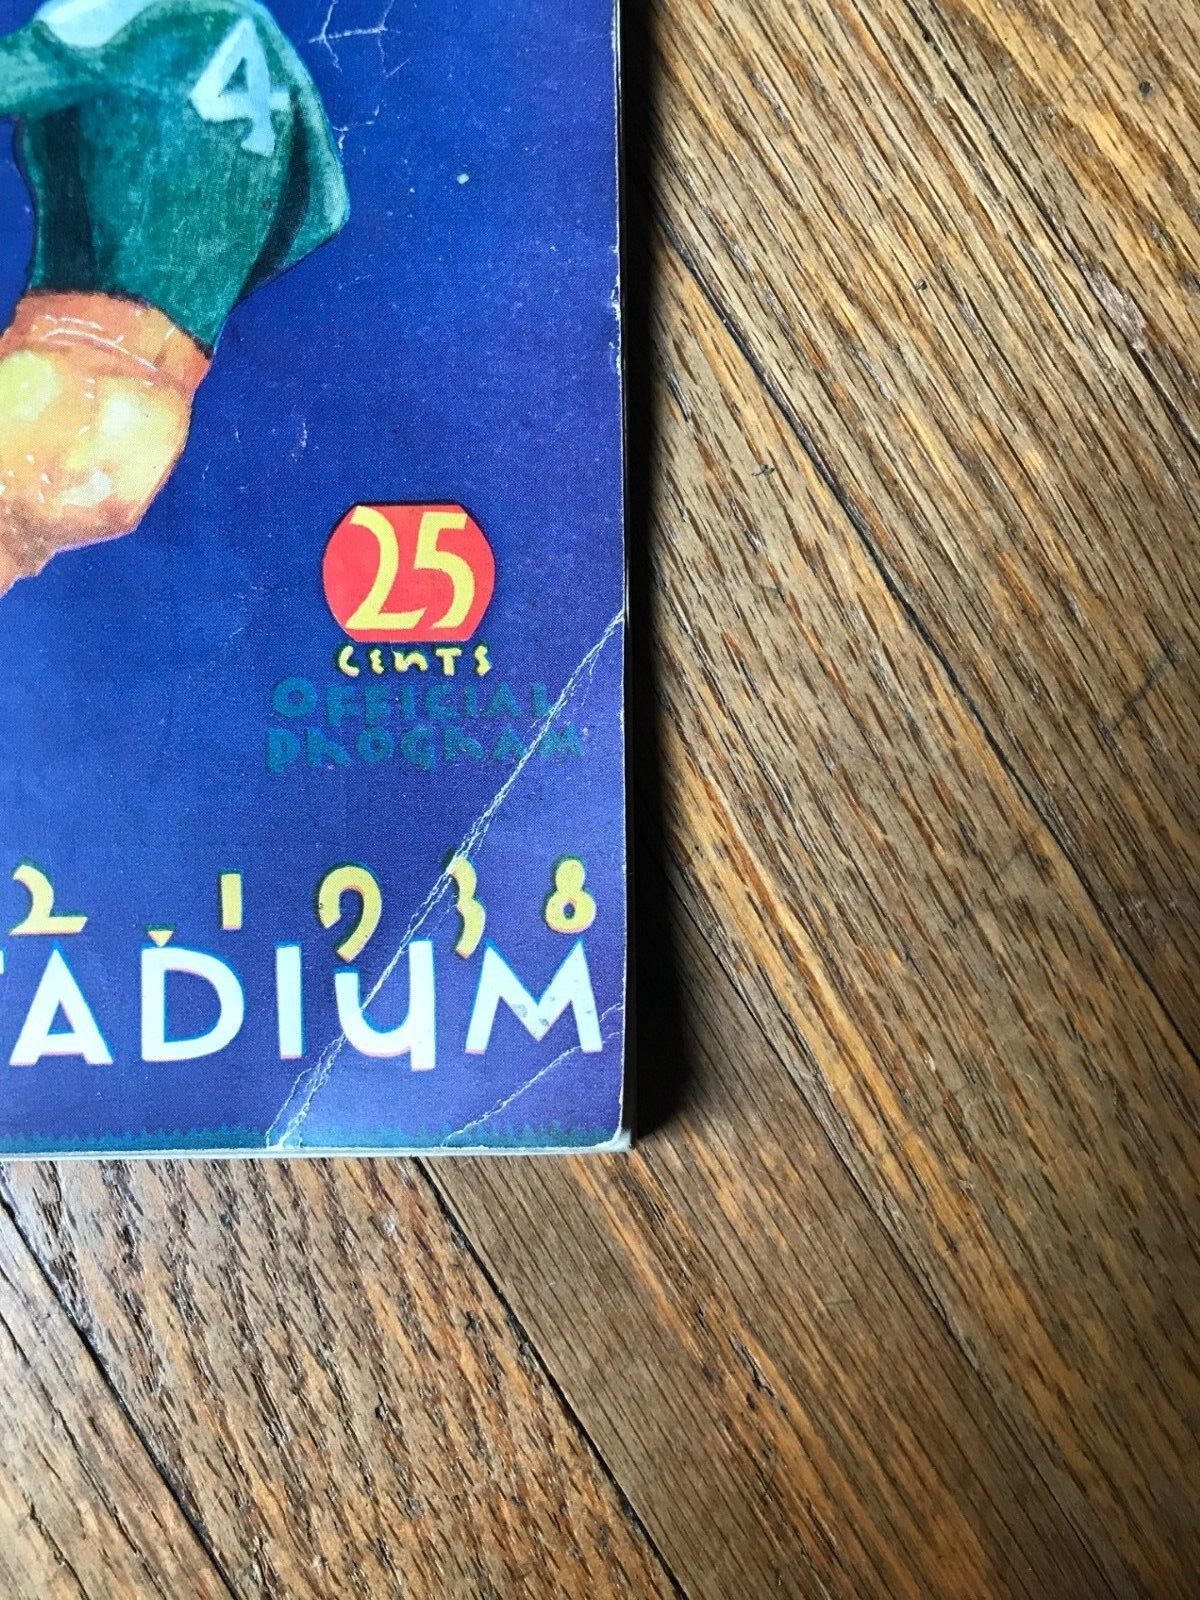 4
25
CENTS
OFFICIAL
PROGRAM
2, 1938
TADIUM